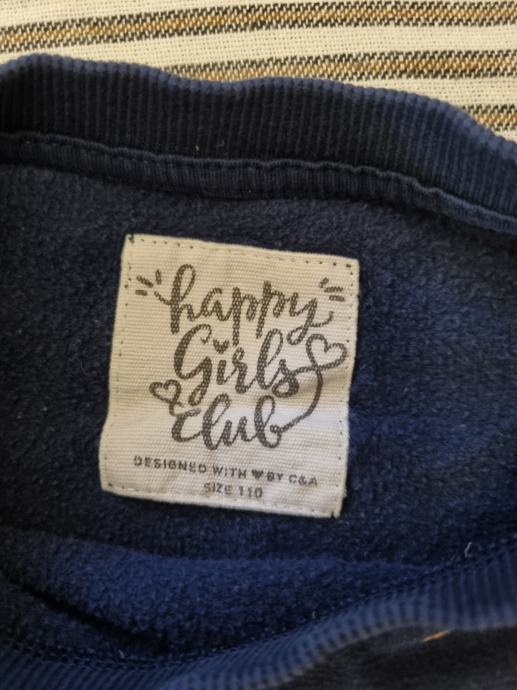 happy
Girls
Club
DESIGNED WITH ♥ BY C&A
SIZE 110